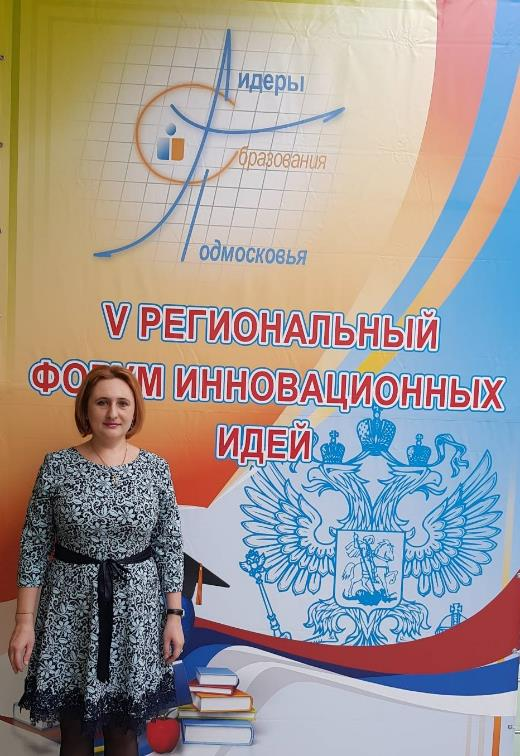 Лидеры
Образования
Подмосковья
V РЕГИОНАЛЬНЫЙ
ФОРУМ ИННОВАЦИОННЫХ
ИДЕЙ